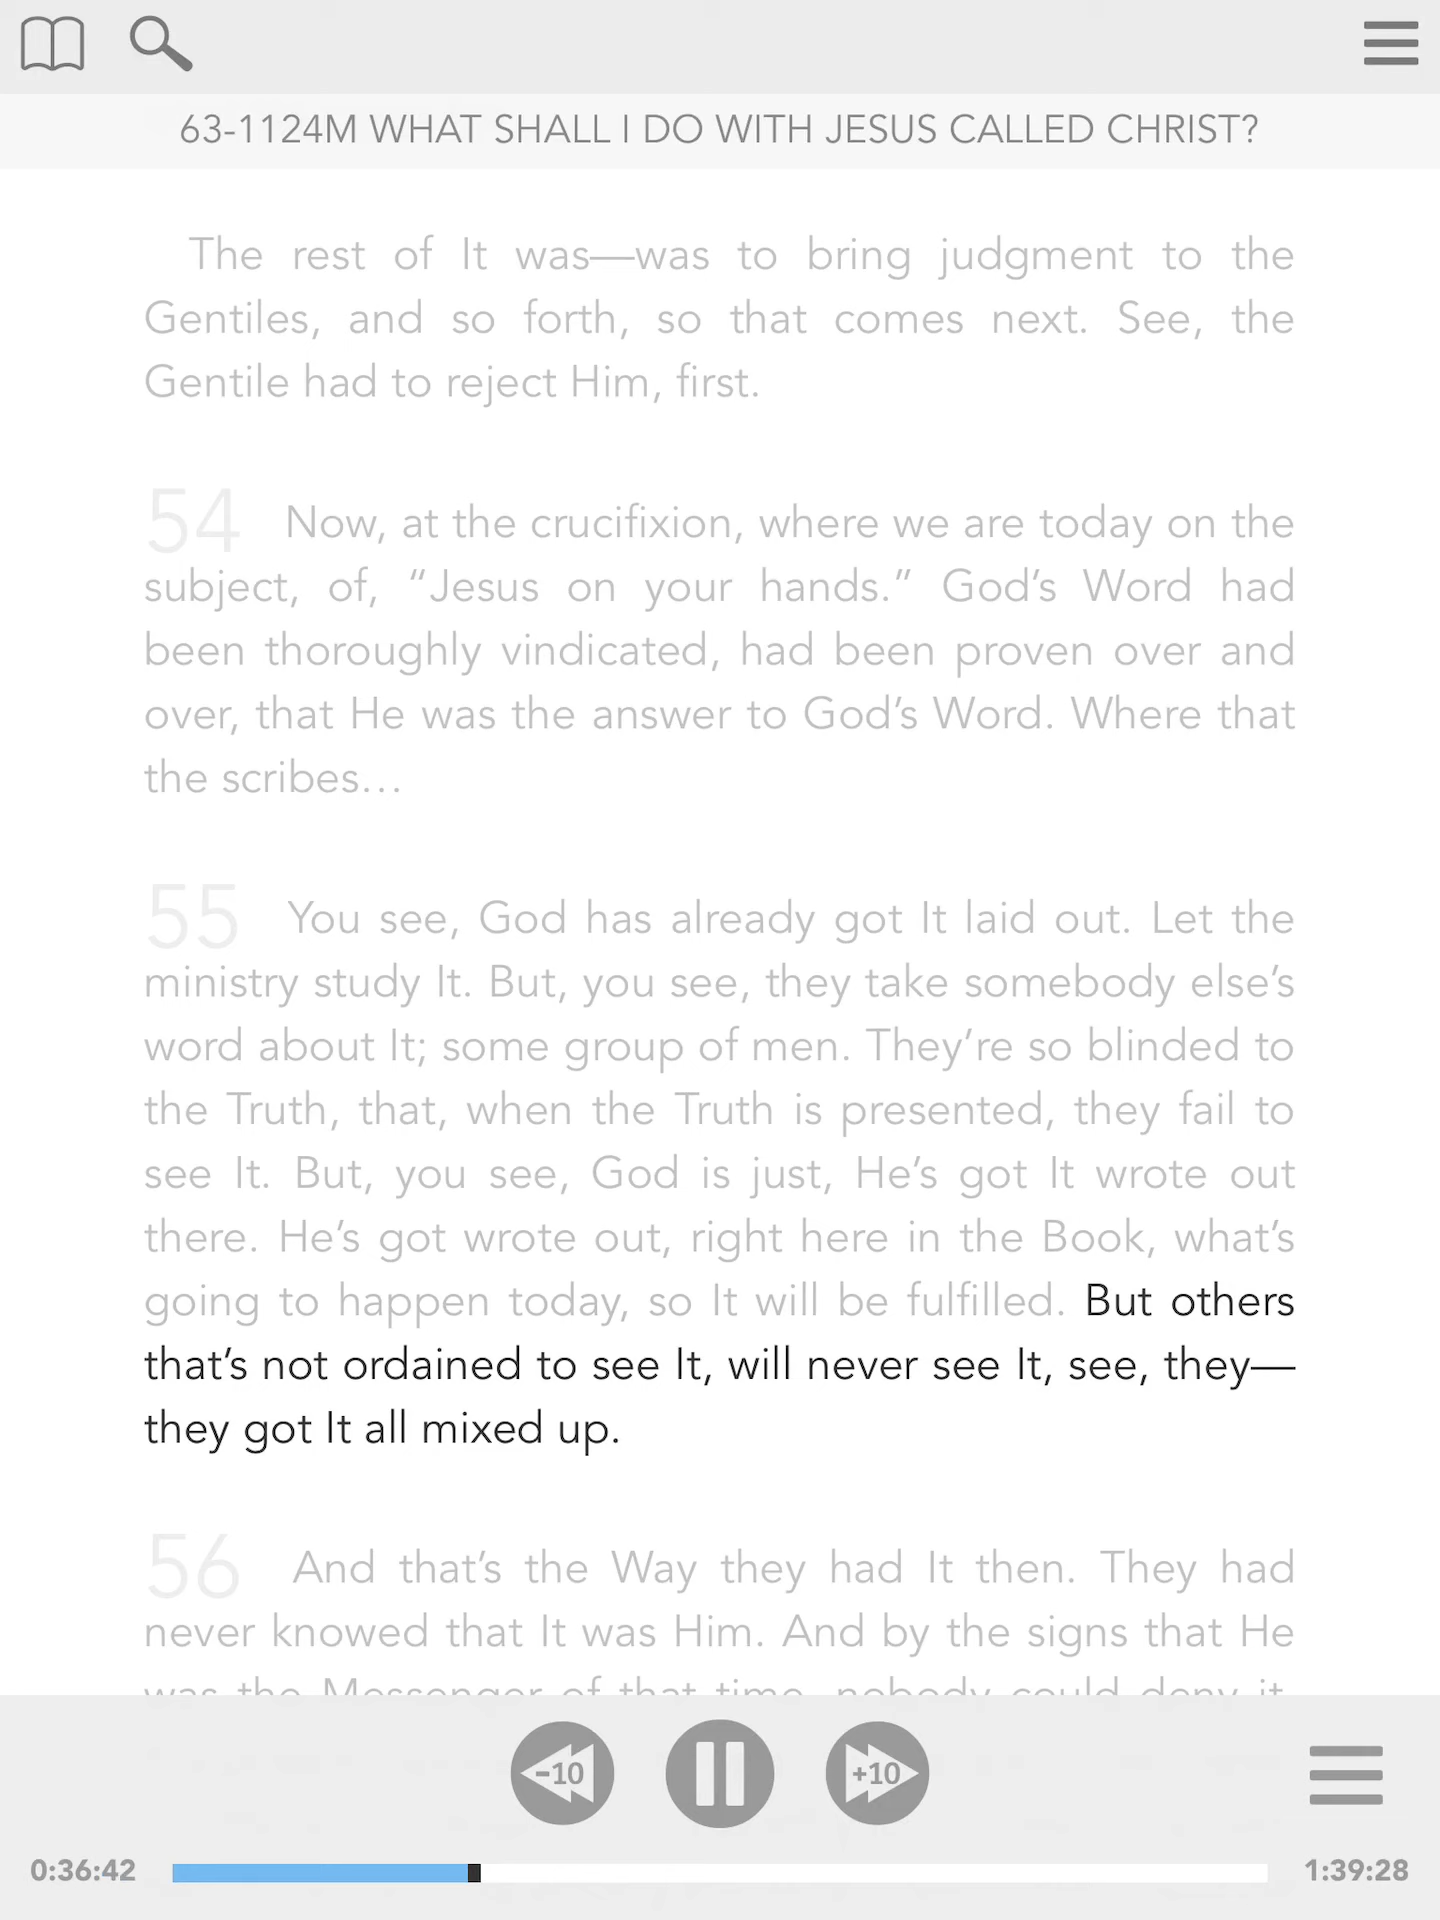 63-1124M WHAT SHALL I DO WITH JESUS CALLED CHRIST?
The rest of It was—was to bring judgment to the
Gentiles, and so forth, so that comes next. See, the
Gentile had to reject Him, first.
54 Now, at the crucifixion, where we are today on the
subject, of, “Jesus on your hands.” God’s Word had
been thoroughly vindicated, had been proven over and
over, that He was the answer to God’s Word. Where that
the scribes…
55 You see, God has already got It laid out. Let the
ministry study It. But, you see, they take somebody else’s
word about It; some group of men. They’re so blinded to
the Truth, that, when the Truth is presented, they fail to
see It. But, you see, God is just, He’s got It wrote out
there. He’s got wrote out, right here in the Book, what’s
going to happen today, so It will be fulfilled. But others
that’s not ordained to see It, will never see It, see, they—
they got It all mixed up.
56 And that’s the Way they had It then. They had
never knowed that It was Him. And by the signs that He
was the Messenger of that time, nobody could deny it,
-10
+10
0:36:42
1:39:28